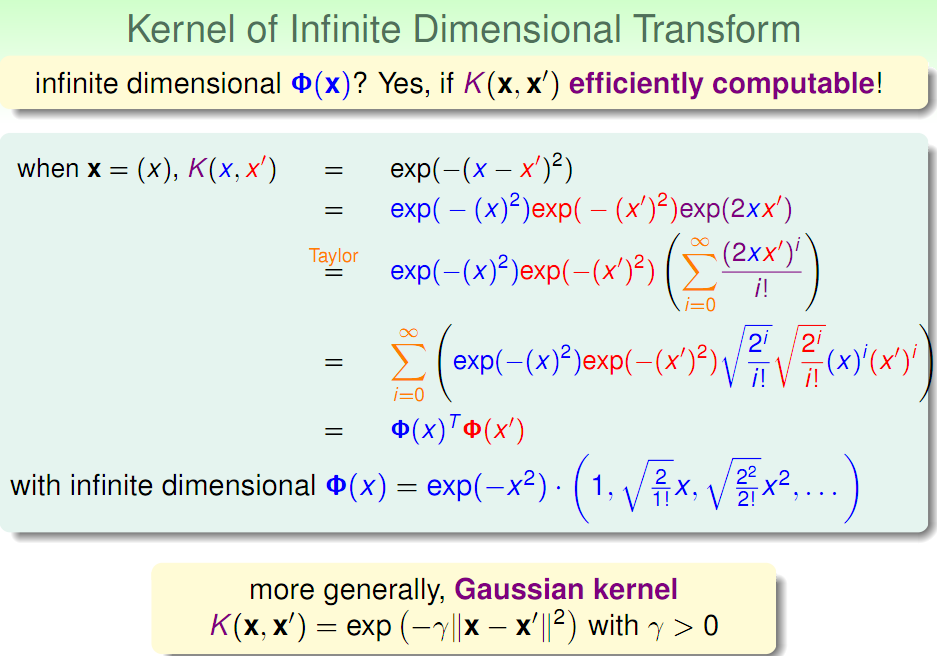 Kernel of Infinite Dimensional Transform
infinite dimensional Φ(x)? Yes, if K(x, x′) efficiently computable!
when x = (x), K(x, x′) = exp(−(x − x′)²)
= exp(−(x)²)exp(−(x′)²)exp(2xx′)
Taylor
= exp(−(x)²)exp(−(x′)²) (∑_{i=0}^{∞} (2xx′)^i / i!)
= ∑_{i=0}^{∞} (exp(−(x)²)exp(−(x′)²)√(2^i / i!)√(2^i / i!)(x)^i(x′)^i)
= Φ(x)^T Φ(x′)
with infinite dimensional Φ(x) = exp(−x²) · (1, √(2/1!)x, √(2²/2!)x², . . .)
more generally, Gaussian kernel
K(x, x′) = exp (−γ‖x − x′‖²) with γ > 0